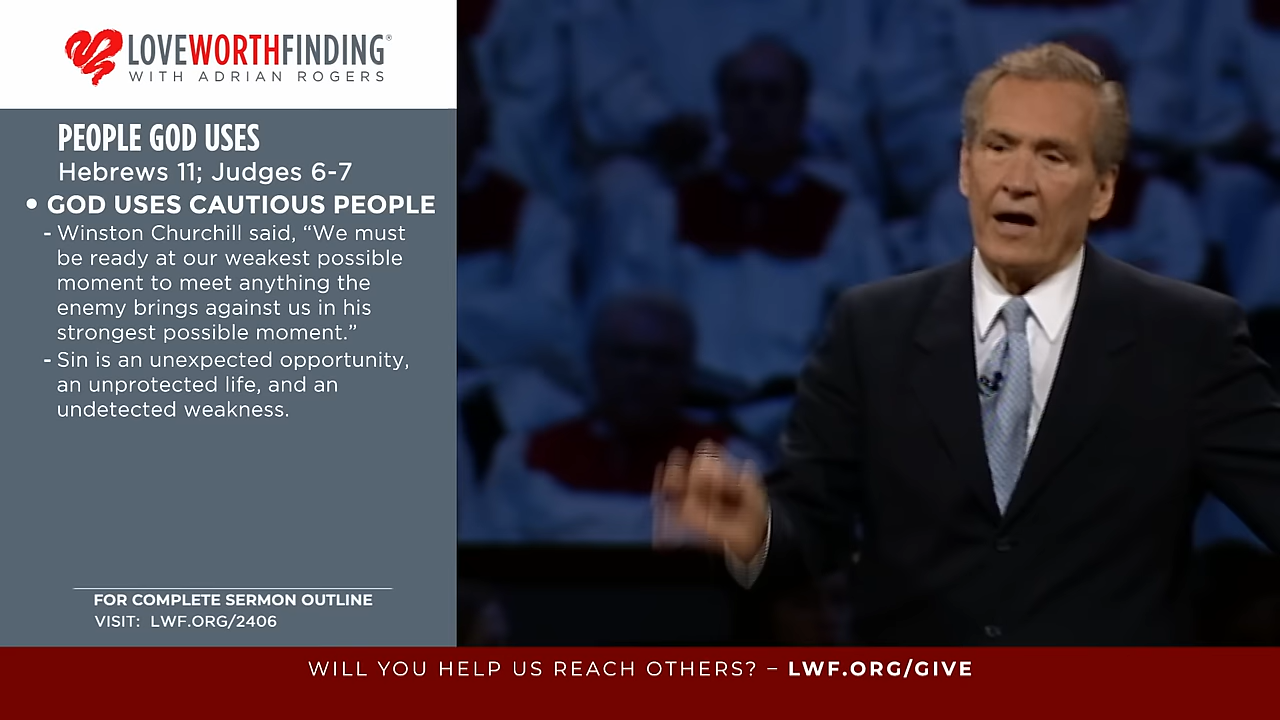 LOVEWORTHFINDING®
WITH ADRIAN ROGERS
PEOPLE GOD USES
Hebrews 11; Judges 6-7
• GOD USES CAUTIOUS PEOPLE
- Winston Churchill said, “We must
be ready at our weakest possible
moment to meet anything the
enemy brings against us in his
strongest possible moment.”
- Sin is an unexpected opportunity,
an unprotected life, and an
undetected weakness.
FOR COMPLETE SERMON OUTLINE
VISIT: LWF.ORG/2406
WILL YOU HELP US REACH OTHERS? – LWF.ORG/GIVE